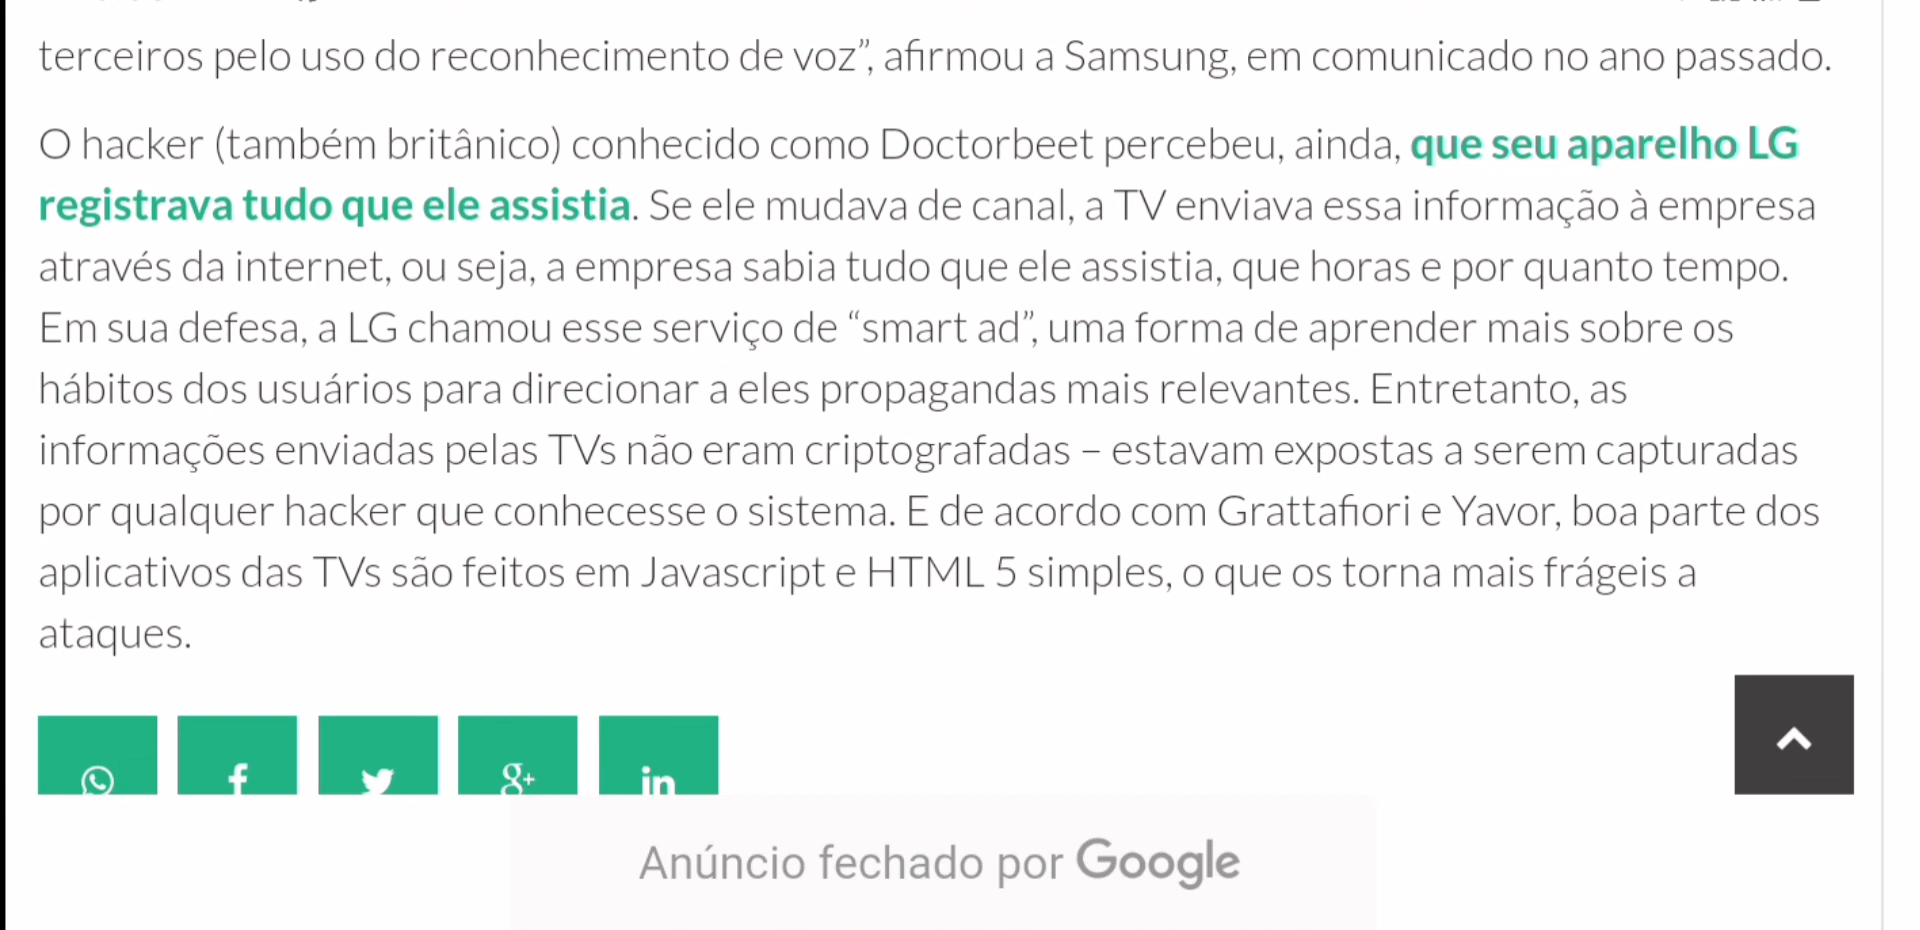 terceiros pelo uso do reconhecimento de voz”, afirmou a Samsung, em comunicado no ano passado.
O hacker (também britânico) conhecido como Doctorbeet percebeu, ainda, que seu aparelho LG
registrava tudo que ele assistia. Se ele mudava de canal, a TV enviava essa informação à empresa
através da internet, ou seja, a empresa sabia tudo que ele assistia, que horas e por quanto tempo.
Em sua defesa, a LG chamou esse serviço de “smart ad”, uma forma de aprender mais sobre os
hábitos dos usuários para direcionar a eles propagandas mais relevantes. Entretanto, as
informações enviadas pelas TVs não eram criptografadas – estavam expostas a serem capturadas
por qualquer hacker que conhecesse o sistema. E de acordo com Grattafiori e Yavor, boa parte dos
aplicativos das TVs são feitos em Javascript e HTML 5 simples, o que os torna mais frágeis a
ataques.
f g+ in
Anúncio fechado por Google